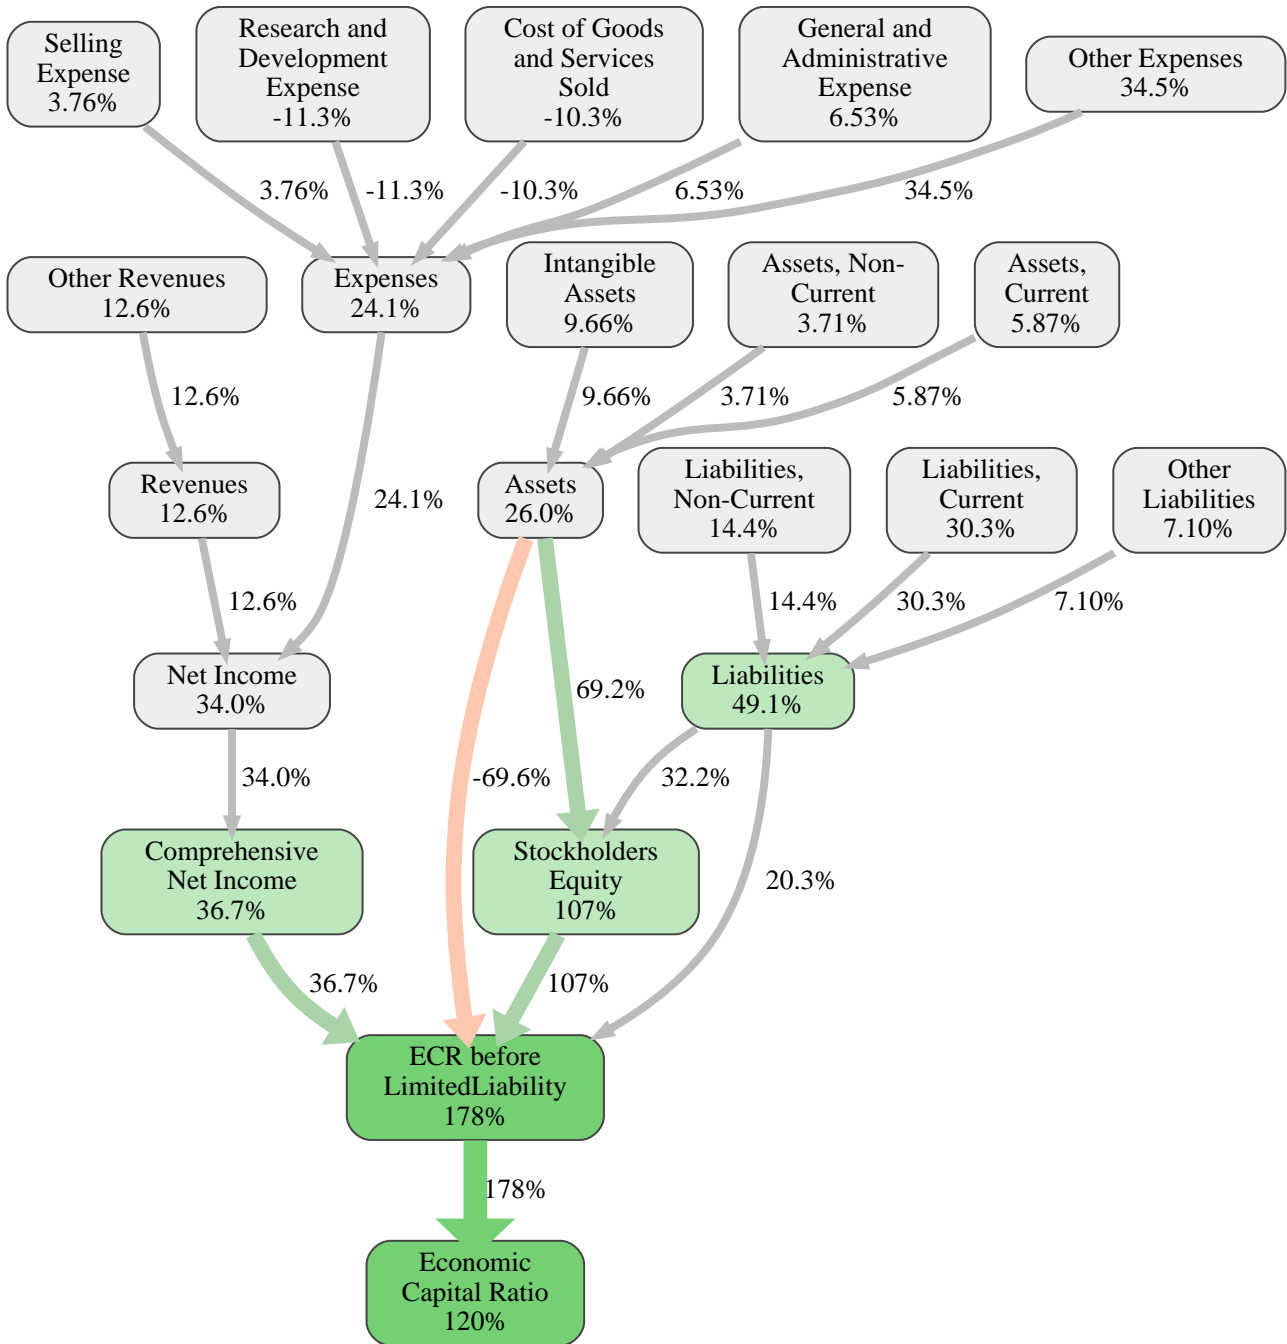 Selling
Expense
3.76%
Research and
Development
Expense
-11.3%
Cost of Goods
and Services
Sold
-10.3%
General and
Administrative
Expense
6.53%
Other Expenses
34.5%
3.76%
-11.3%
-10.3%
6.53%
34.5%
Other Revenues
12.6%
Expenses
24.1%
Intangible
Assets
9.66%
Assets, Non-
Current
3.71%
Assets,
Current
5.87%
12.6%
9.66%
3.71%
5.87%
Revenues
12.6%
24.1%
Assets
26.0%
Liabilities,
Non-Current
14.4%
Liabilities,
Current
30.3%
Other
Liabilities
7.10%
12.6%
14.4%
30.3%
7.10%
Net Income
34.0%
69.2%
Liabilities
49.1%
34.0%
-69.6%
32.2%
Comprehensive
Net Income
36.7%
Stockholders
Equity
107%
20.3%
36.7%
107%
ECR before
LimitedLiability
178%
178%
Economic
Capital Ratio
120%